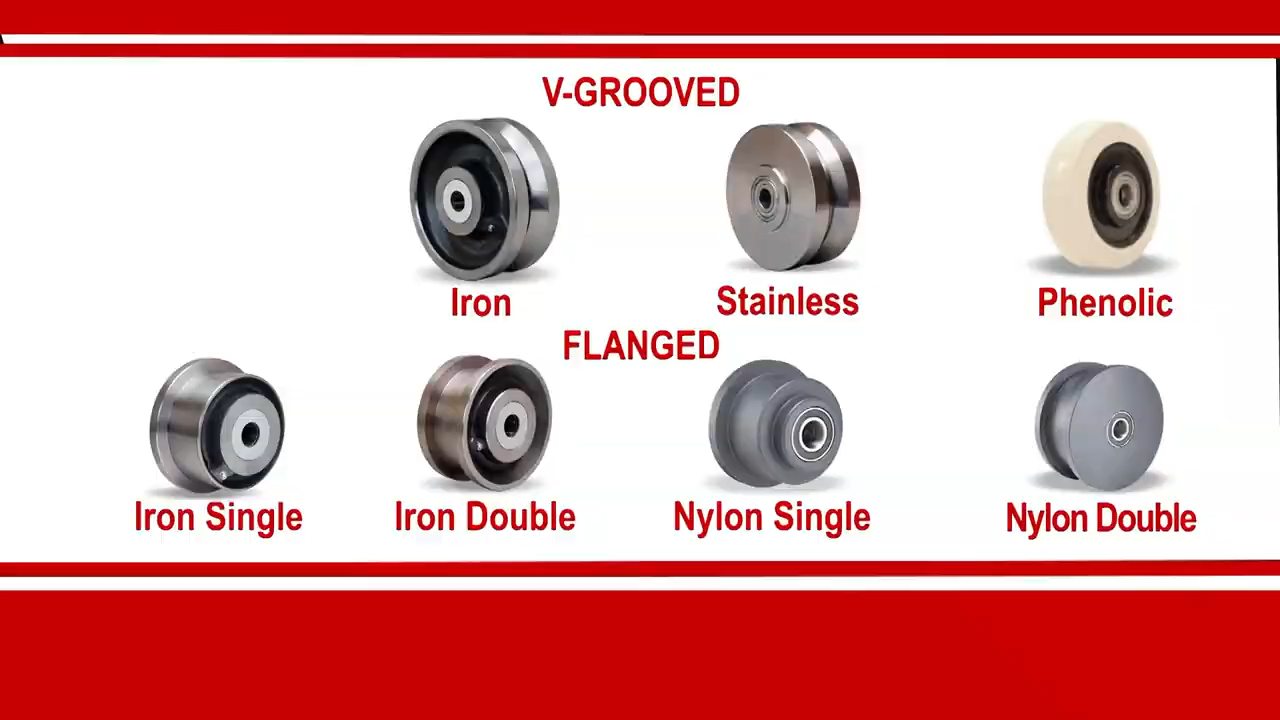 V-GROOVED
Iron
Stainless
Phenolic
FLANGED
Iron Single
Iron Double
Nylon Single
Nylon Double